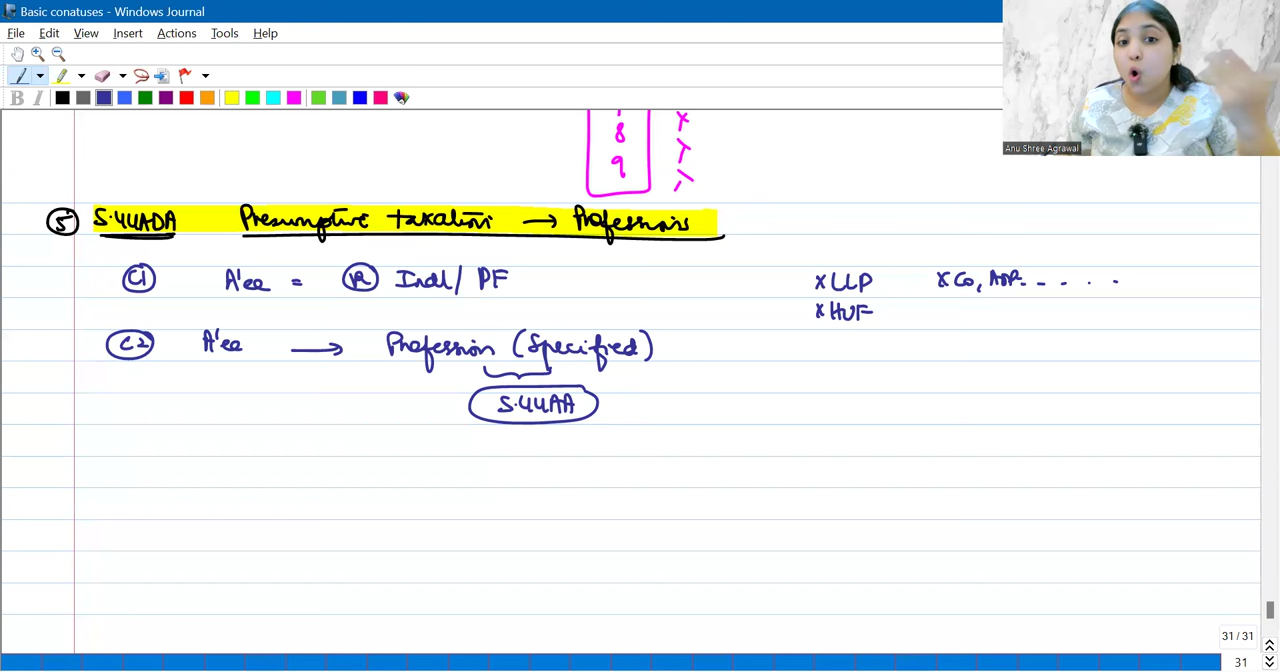 Basic conatuses - Windows Journal
File Edit View Insert Actions Tools Help
B I
Anu Shree Agrawal
8 x
9
5 S.44ADA Presumptive taxation → Professions
C1 A'ee = R Indl/ PF x LLP x Co, AOP- - . . . .
x HUF
C2 A'ee → Profession (Specified)
S.44AA
31 / 31
31